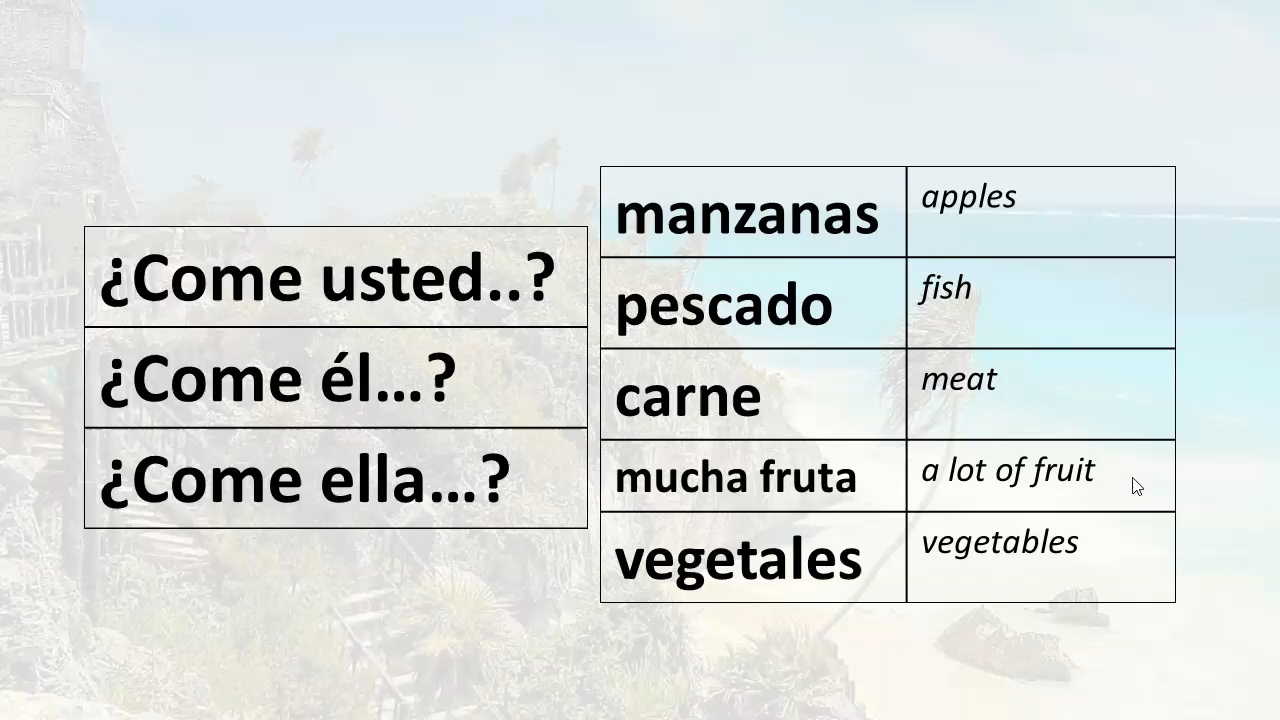 ¿Come usted..?
¿Come él...?
¿Come ella...?
manzanas apples
pescado fish
carne meat
mucha fruta a lot of fruit
vegetales vegetables